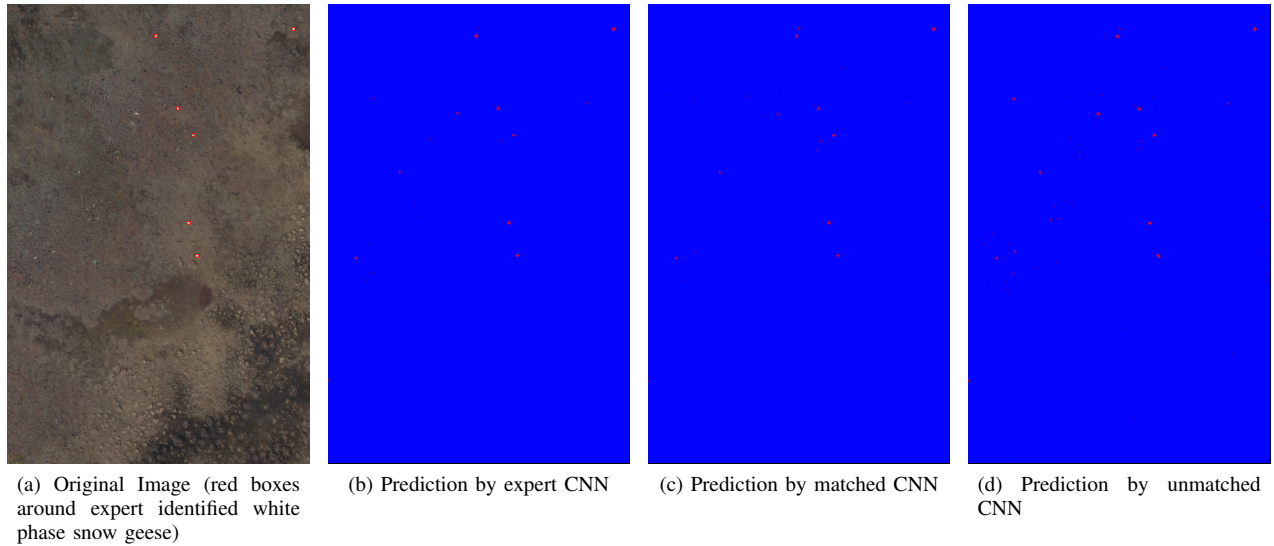 (a) Original Image (red boxes
around expert identified white
phase snow geese)
(b) Prediction by expert CNN
(c) Prediction by matched CNN
(d) Prediction by unmatched
CNN